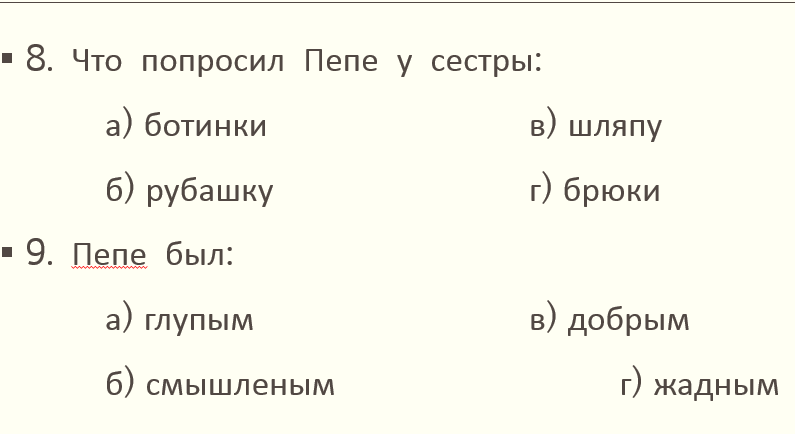 ▪ 8. Что попросил Пепе у сестры:
а) ботинки в) шляпу
б) рубашку г) брюки
▪ 9. Пепе был:
а) глупым в) добрым
б) смышленым г) жадным